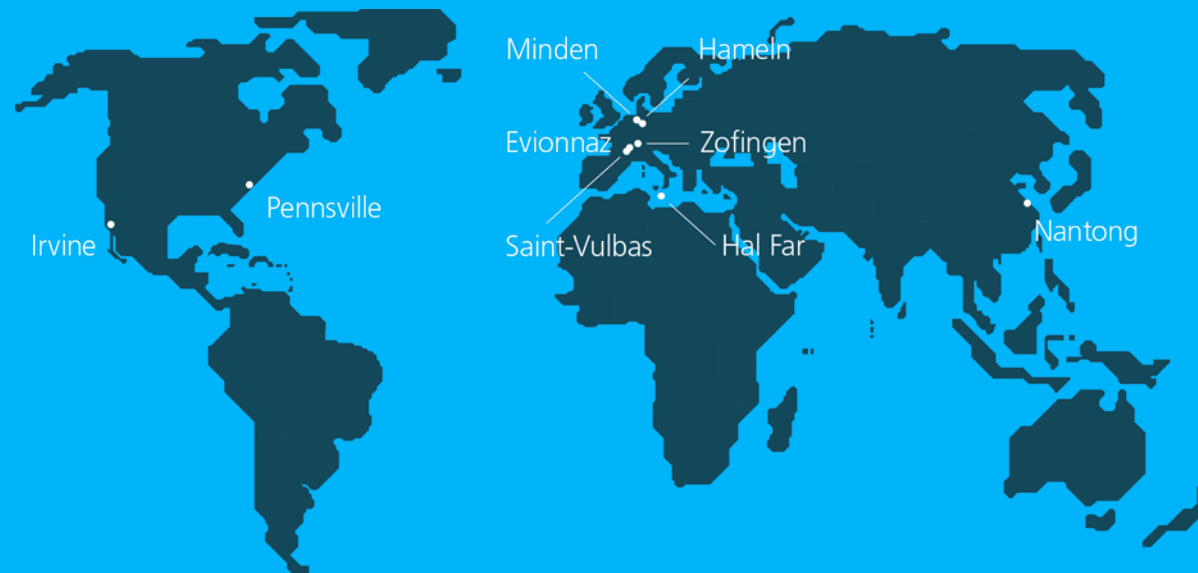 Minden
Hameln
Evionnaz
Zofingen
Pennsville
Irvine
Saint-Vulbas
Hal Far
Nantong